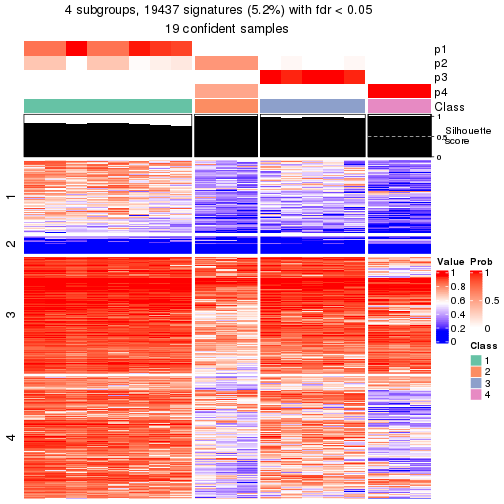 4 subgroups, 19437 signatures (5.2%) with fdr < 0.05
19 confident samples
p1
p2
p3
p4
Class
1
0.5
0
Silhouette
score
1
2
3
4
Value
1
0.8
0.6
0.4
0.2
0
Prob
1
0.5
0
Class
1
2
3
4